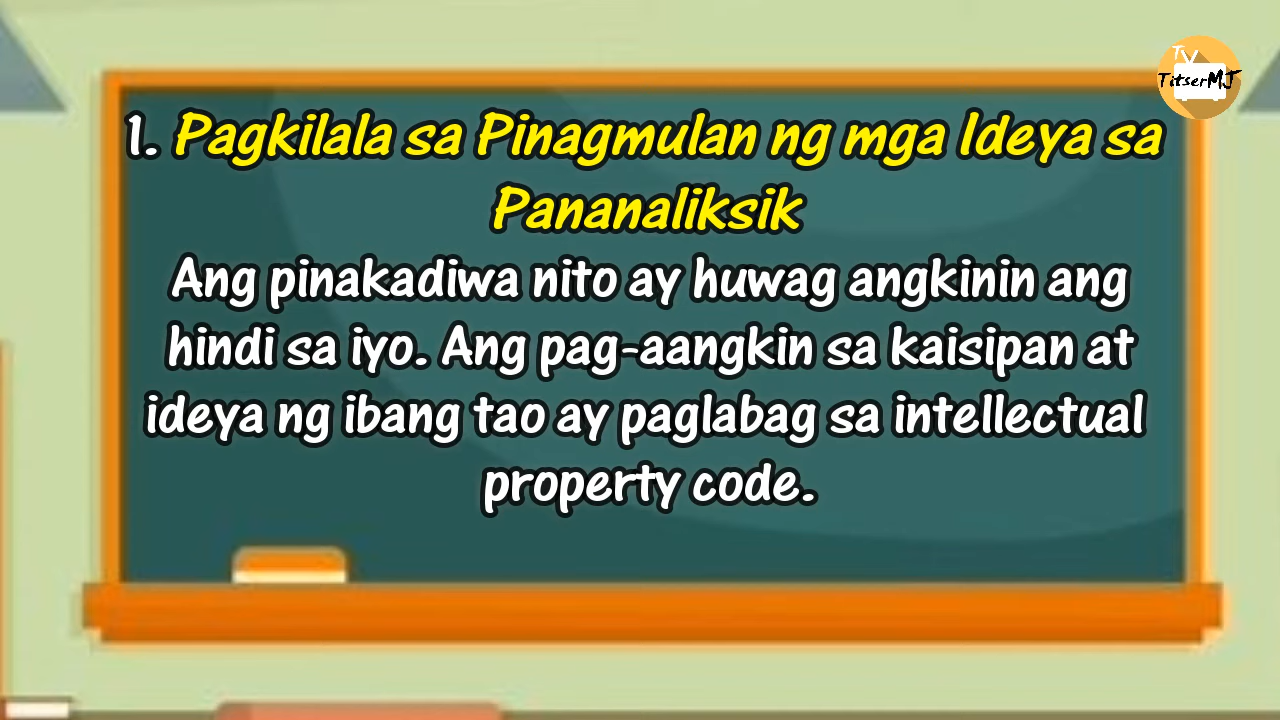 TV
TitserMJ
1. Pagkilala sa Pinagmulan ng mga Ideya sa
Pananaliksik
Ang pinakadiwa nito ay huwag angkinin ang
hindi sa iyo. Ang pag-aangkin sa kaisipan at
ideya ng ibang tao ay paglabag sa intellectual
property code.